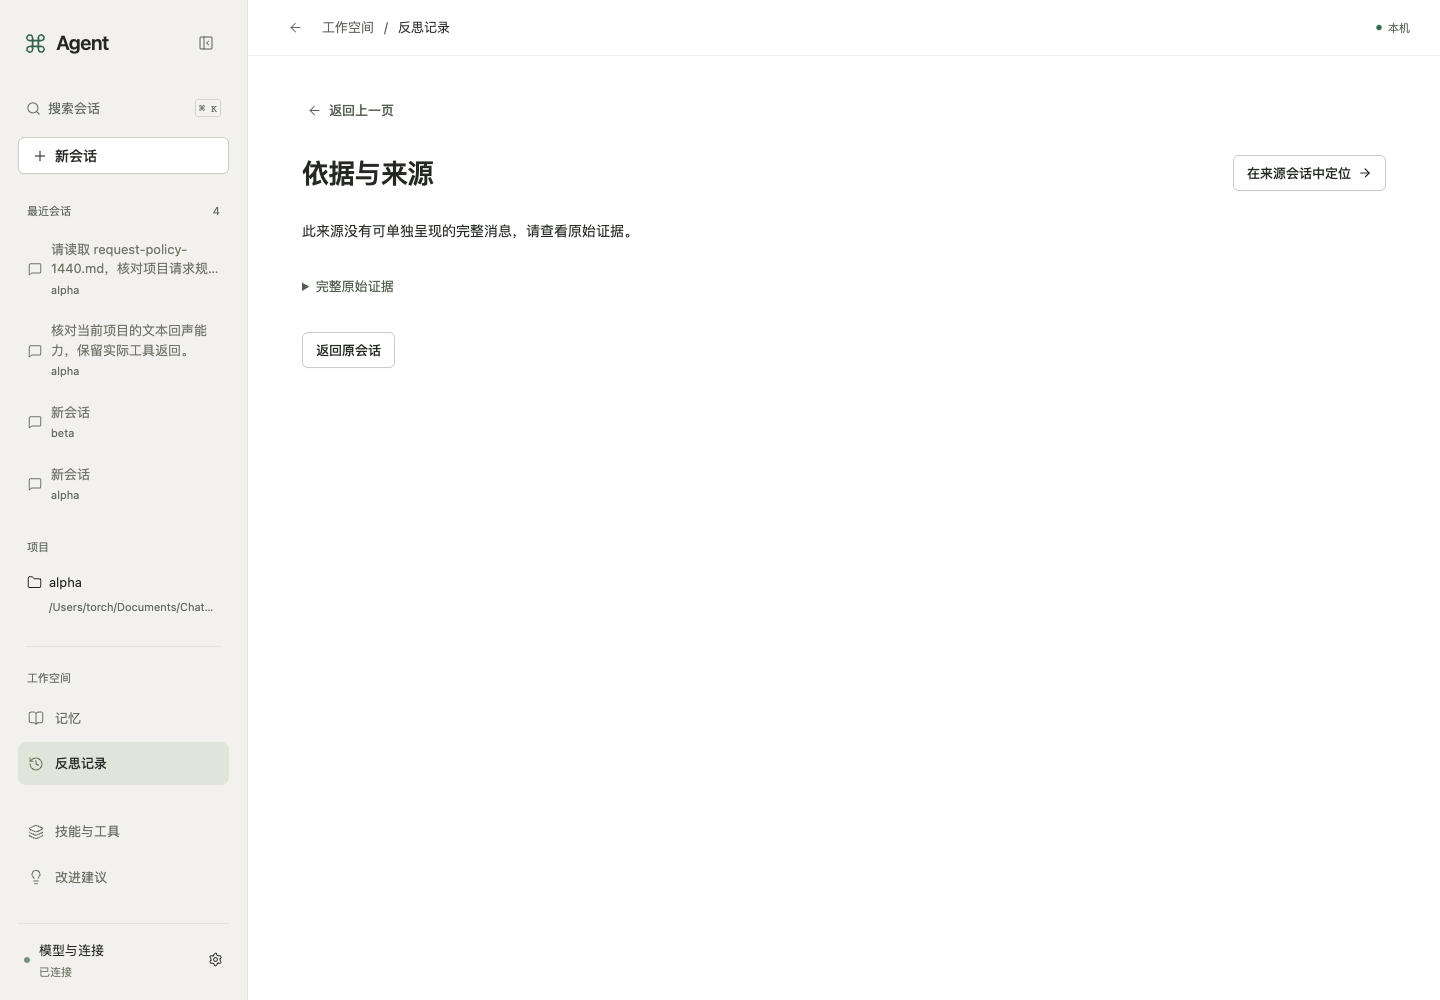 Agent
搜索会话
⌘ K
新会话
最近会话 4
请读取 request-policy-
1440.md，核对项目请求规...
alpha
核对当前项目的文本回声能
力，保留实际工具返回。
alpha
新会话
beta
新会话
alpha
项目
alpha
/Users/torch/Documents/Chat...
工作空间
记忆
反思记录
技能与工具
改进建议
模型与连接
已连接
工作空间 / 反思记录
本机
返回上一页
依据与来源
在来源会话中定位
此来源没有可单独呈现的完整消息，请查看原始证据。
完整原始证据
返回原会话